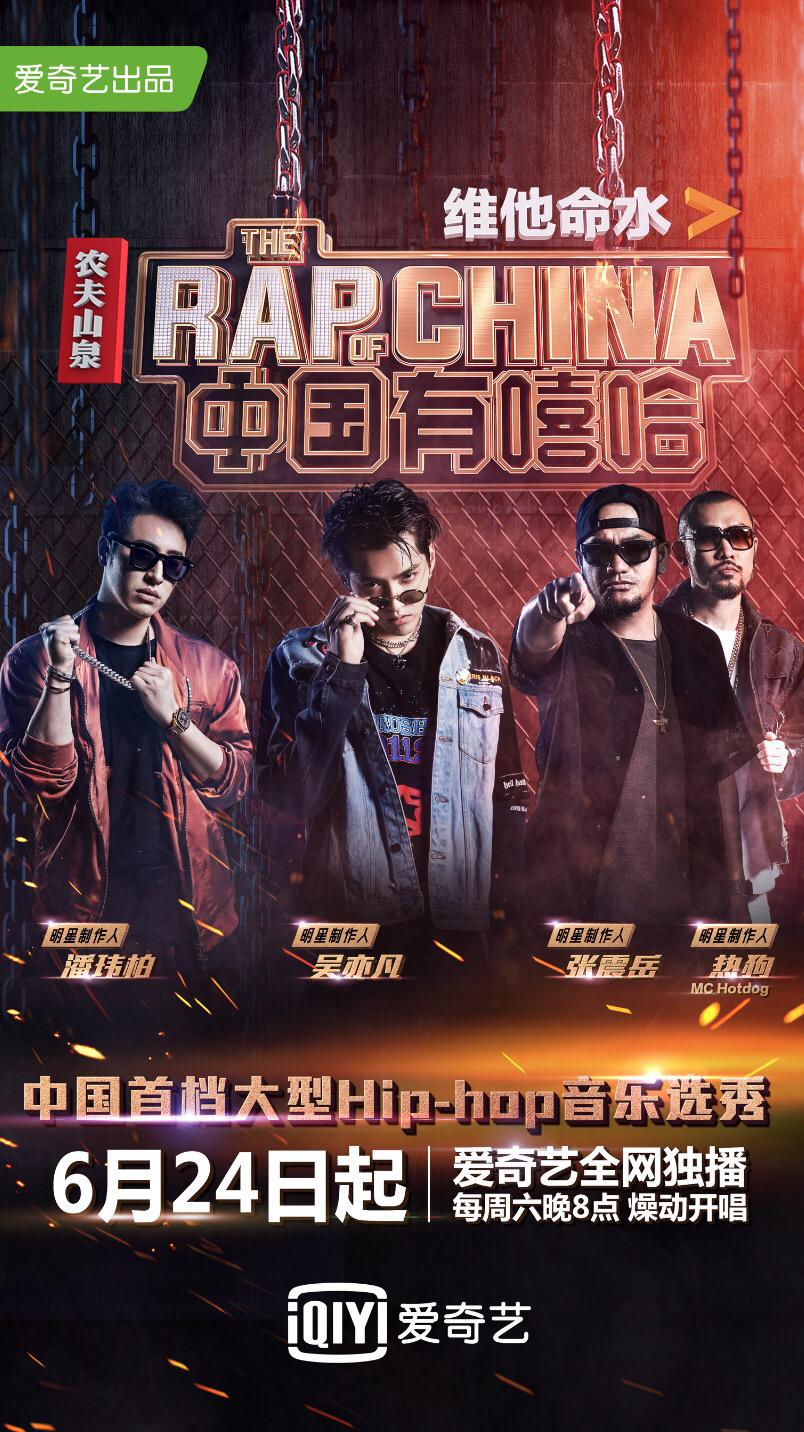 爱奇艺出品
维他命水
农夫山泉
THE
RAP OF CHINA
中国有嘻哈
明星制作人
潘玮柏
明星制作人
吴亦凡
明星制作人
张震岳
明星制作人
热狗
MC Hotdog
中国首档大型Hip-hop音乐选秀
6月24日起
爱奇艺全网独播
每周六晚8点 燥动开唱
iQIYI 爱奇艺